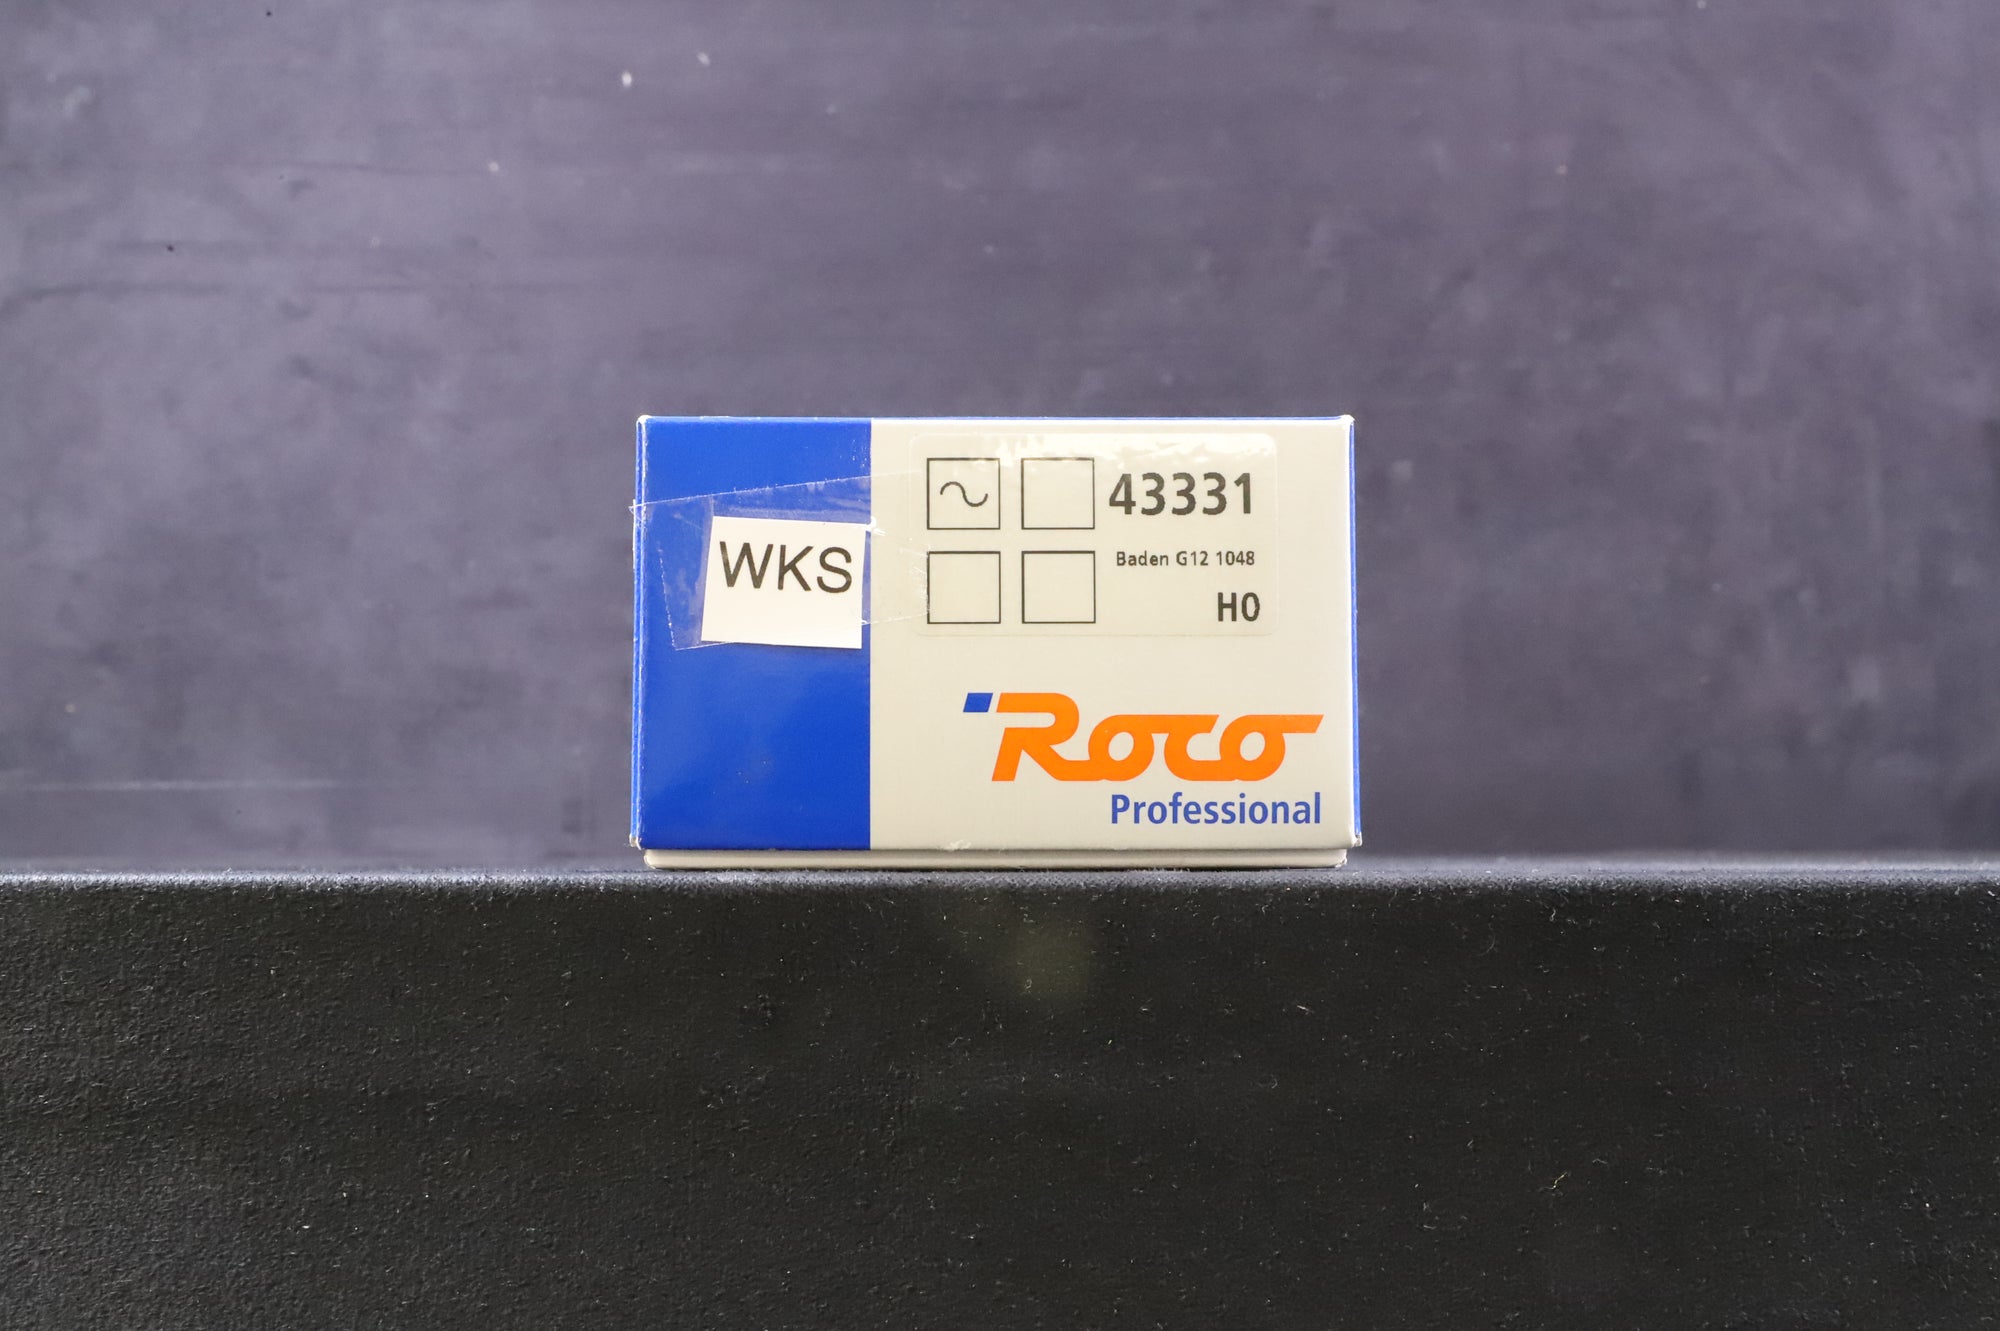 WKS
43331
Baden G12 1048
H0
Roco
Professional